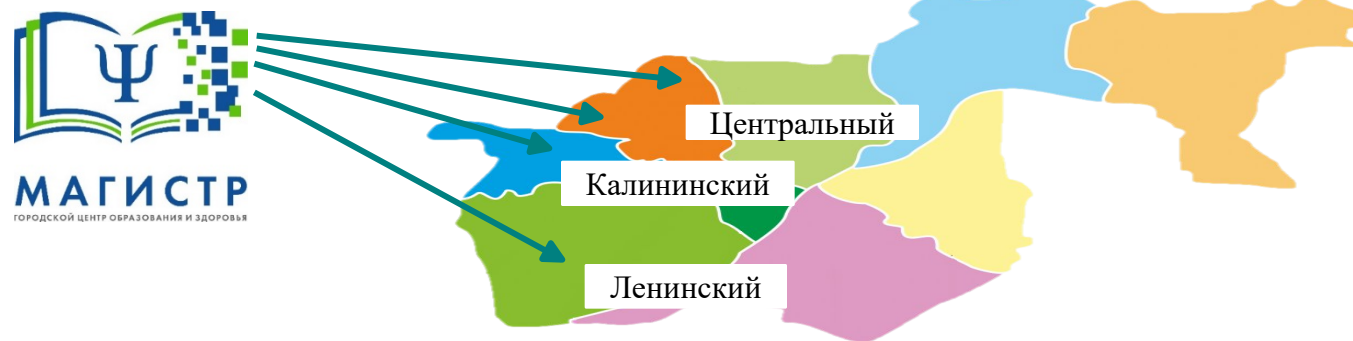 Ψ
МАГИСТР
ГОРОДСКОЙ ЦЕНТР ОБРАЗОВАНИЯ И ЗДОРОВЬЯ
Центральный
Калининский
Ленинский